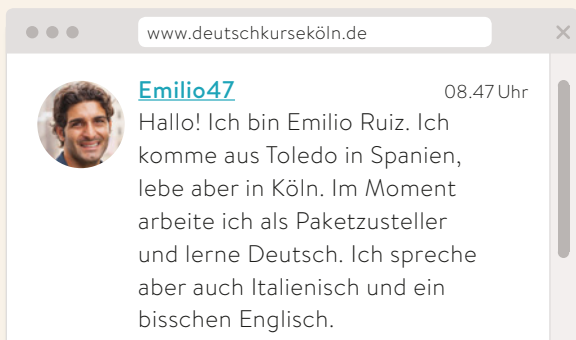 www.deutschkurseköln.de
Emilio47 08.47 Uhr
Hallo! Ich bin Emilio Ruiz. Ich
komme aus Toledo in Spanien,
lebe aber in Köln. Im Moment
arbeite ich als Paketzusteller
und lerne Deutsch. Ich spreche
aber auch Italienisch und ein
bisschen Englisch.